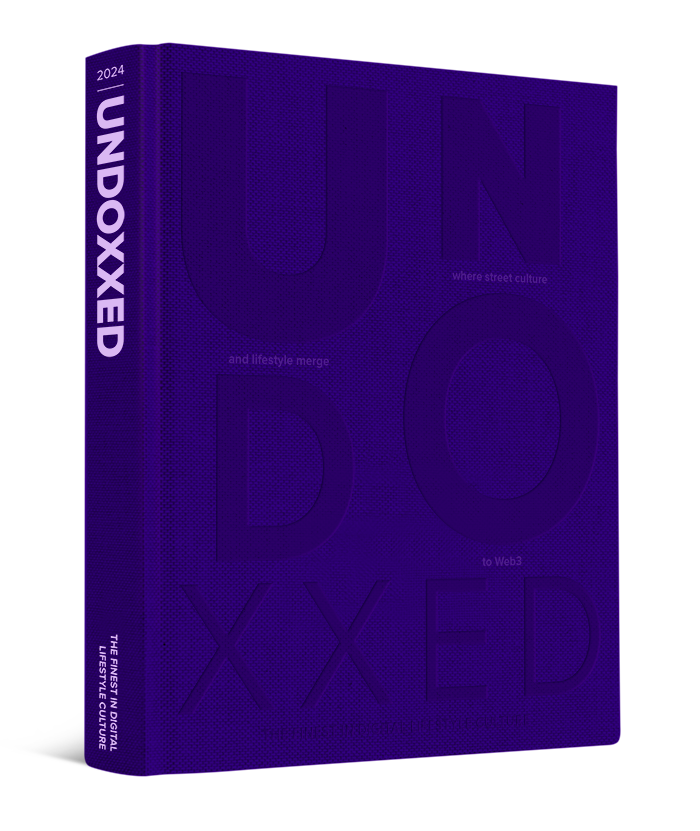 2024
UNDOXXED
THE FINEST IN DIGITAL
LIFESTYLE CULTURE
UN
where street culture
and lifestyle merge
DO
to Web3
XXED